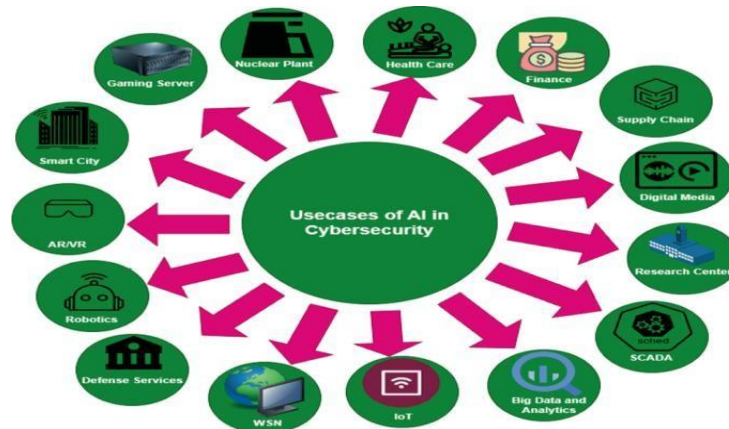 Nuclear Plant
Health Care
Finance
Gaming Server
Supply Chain
Smart City
Digital Media
Usecases of AI in
Cybersecurity
AR/VR
Research Center
Robotics
sched
SCADA
Defense Services
WSN
IoT
Big Data and
Analytics